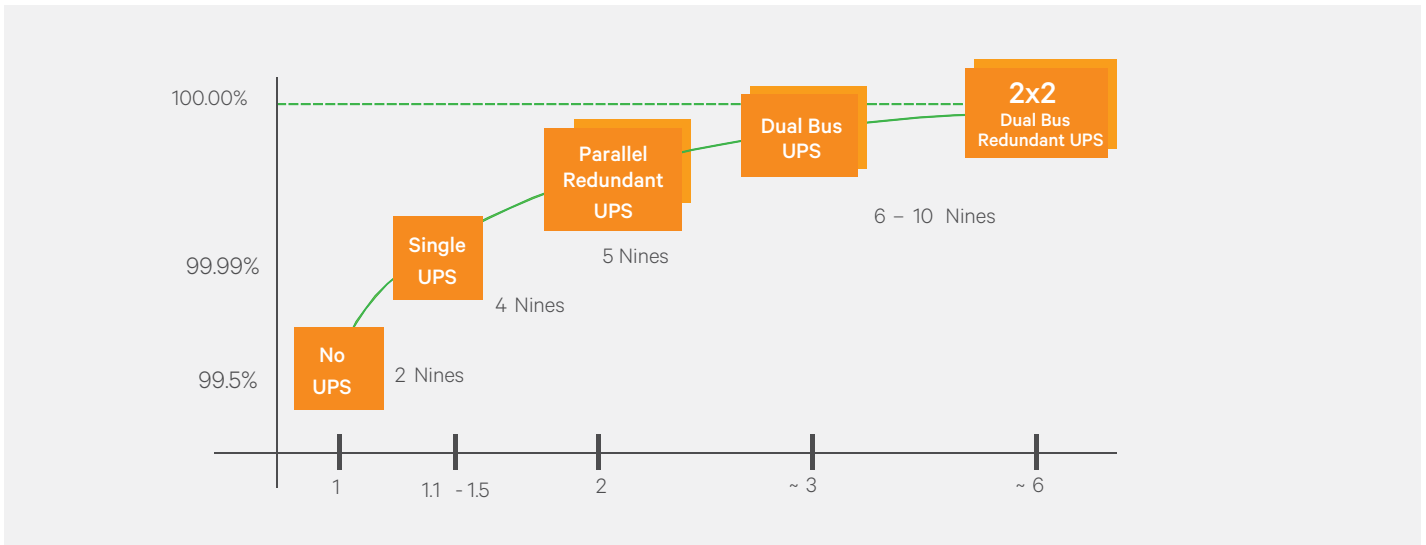 100.00%
99.99%
99.5%
2x2
Dual Bus
Redundant UPS
Dual Bus
UPS
Parallel
Redundant
UPS
6 – 10 Nines
Single
UPS
5 Nines
4 Nines
No
UPS
2 Nines
1
1.1 - 1.5
2
~ 3
~ 6